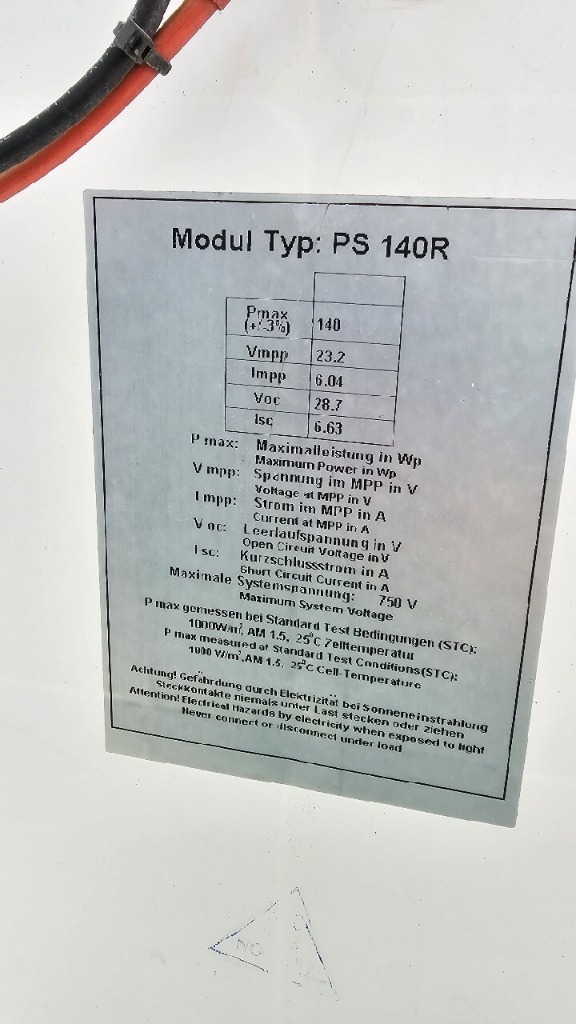 Modul Typ: PS 140R
Pmax
(+/-3%) 140
Vmpp 23.2
Impp 6.04
Voc 28.7
Isc 6.63
P max: Maximalleistung in Wp
Maximum Power in Wp
V mpp: Spannung im MPP in V
Voltage at MPP in V
I mpp: Strom im MPP in A
Current at MPP in A
V oc: Leerlaufspannung in V
Open Circuit Voltage in V
I sc: Kurzschlussstrom in A
Short Circuit Current in A
Maximale Systemspannung: 750 V
Maximum System Voltage
P max gemessen bei Standard Test Bedingungen (STC):
1000W/m², AM 1.5, 25°C Zelltemperatur
P max measured at Standard Test Conditions(STC):
1000 W/m²,AM 1.5, 25°C Cell-Temperature
Achtung! Gefährdung durch Elektrizität bei Sonneneinstrahlung
Steckkontakte niemals unter Last stecken oder ziehen
Attention! Electrical Hazards by electricity when exposed to light
Never connect or disconnect under load